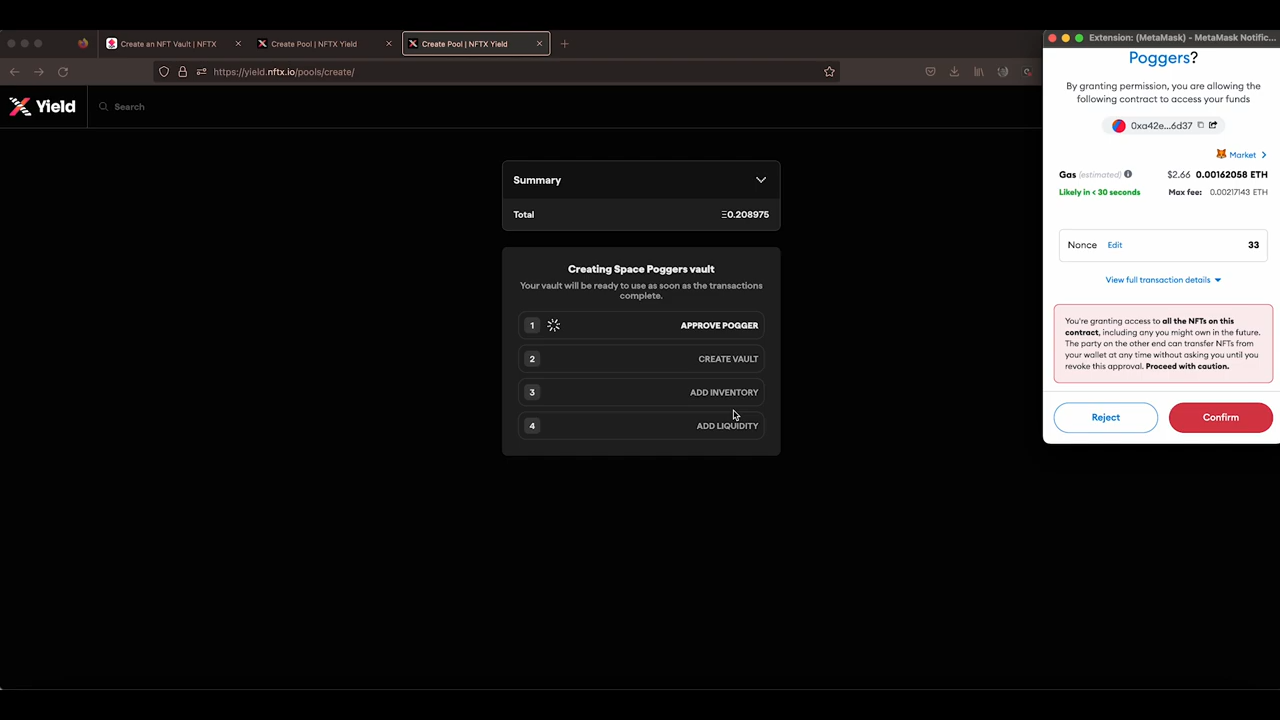 Create an NFT Vault | NFTX
Create Pool | NFTX Yield
Create Pool | NFTX Yield
https://yield.nftx.io/pools/create/
Yield
Search
Summary
Total
Ξ0.208975
Creating Space Poggers vault
Your vault will be ready to use as soon as the transactions
complete.
1
APPROVE POGGER
2
CREATE VAULT
3
ADD INVENTORY
4
ADD LIQUIDITY
Extension: (MetaMask) - MetaMask Notific...
Poggers?
By granting permission, you are allowing the
following contract to access your funds
0xa42e...6d37
Market
Gas (estimated) $2.66 0.00162058 ETH
Likely in < 30 seconds Max fee: 0.00217143 ETH
Nonce Edit 33
View full transaction details
You're granting access to all the NFTs on this
contract, including any you might own in the future.
The party on the other end can transfer NFTs from
your wallet at any time without asking you until you
revoke this approval. Proceed with caution.
Reject
Confirm